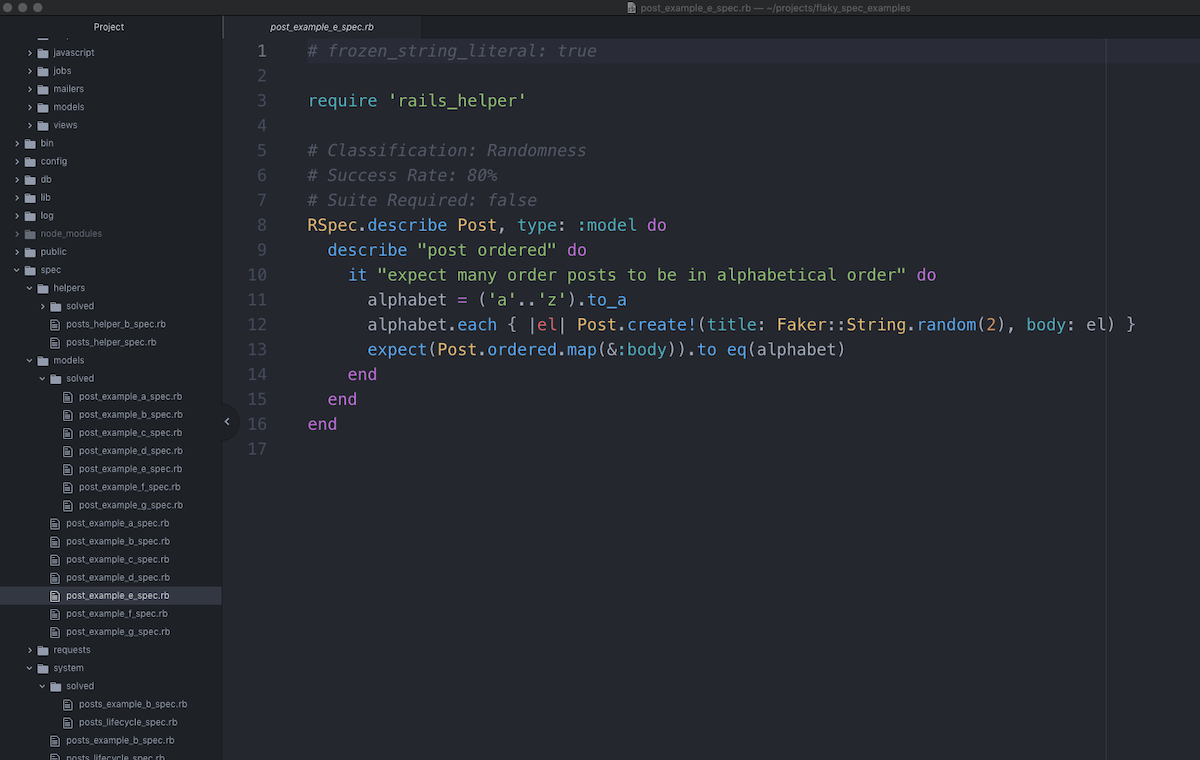 post_example_e_spec.rb — ~/projects/flaky_spec_examples
Project
javascript
jobs
mailers
models
views
bin
config
db
lib
log
node_modules
public
spec
helpers
solved
posts_helper_b_spec.rb
posts_helper_spec.rb
models
solved
post_example_a_spec.rb
post_example_b_spec.rb
post_example_c_spec.rb
post_example_d_spec.rb
post_example_e_spec.rb
post_example_f_spec.rb
post_example_g_spec.rb
post_example_a_spec.rb
post_example_b_spec.rb
post_example_c_spec.rb
post_example_d_spec.rb
post_example_e_spec.rb
post_example_f_spec.rb
post_example_g_spec.rb
requests
system
solved
posts_example_b_spec.rb
posts_lifecycle_spec.rb
posts_example_b_spec.rb
posts_lifecycle_spec.rb
post_example_e_spec.rb
1 # frozen_string_literal: true
2
3 require 'rails_helper'
4
5 # Classification: Randomness
6 # Success Rate: 80%
7 # Suite Required: false
8 RSpec.describe Post, type: :model do
9 describe "post ordered" do
10 it "expect many order posts to be in alphabetical order" do
11 alphabet = ('a'..'z').to_a
12 alphabet.each { |el| Post.create!(title: Faker::String.random(2), body: el) }
13 expect(Post.ordered.map(&:body)).to eq(alphabet)
14 end
15 end
16 end
17